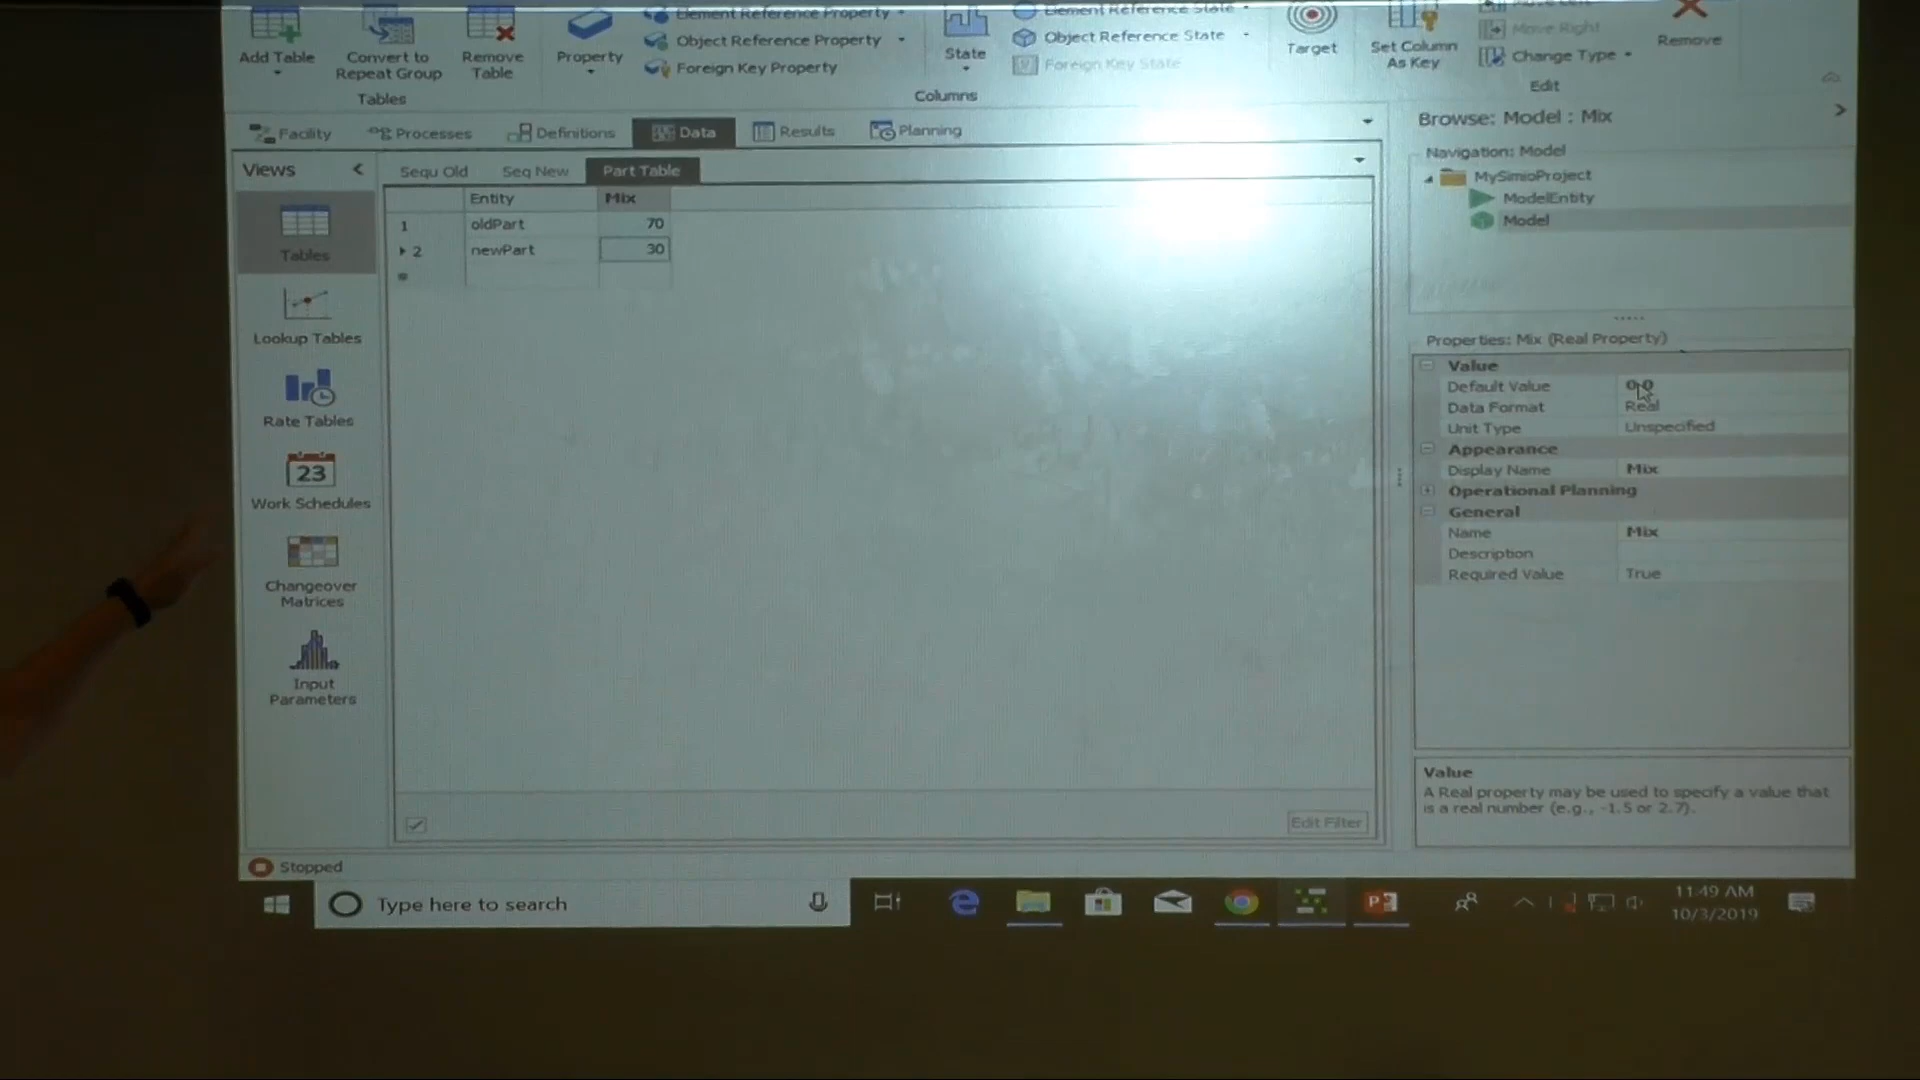 Add Table
Convert to
Repeat Group
Remove
Table
Tables
Property
Element Reference Property
Object Reference Property
Foreign Key Property
State
Element Reference State
Object Reference State
Foreign Key State
Columns
Target
Set Column
As Key
Move Left
Move Right
Change Type
Remove
Edit
Facility
Processes
Definitions
Data
Results
Planning
Views
Tables
Lookup Tables
Rate Tables
23
Work Schedules
Changeover
Matrices
Input
Parameters
Sequ Old
Seq New
Part Table
Entity Mix
1 oldPart 70
2 newPart 30
Edit Filter
Browse: Model : Mix
Navigation: Model
MySimioProject
ModelEntity
Model
Properties: Mix (Real Property)
Value
Default Value 0.0
Data Format Real
Unit Type Unspecified
Appearance
Display Name Mix
Operational Planning
General
Name Mix
Description
Required Value True
Value
A Real property may be used to specify a value that
is a real number (e.g., -1.5 or 2.7).
Stopped
Type here to search
11:49 AM
10/3/2019